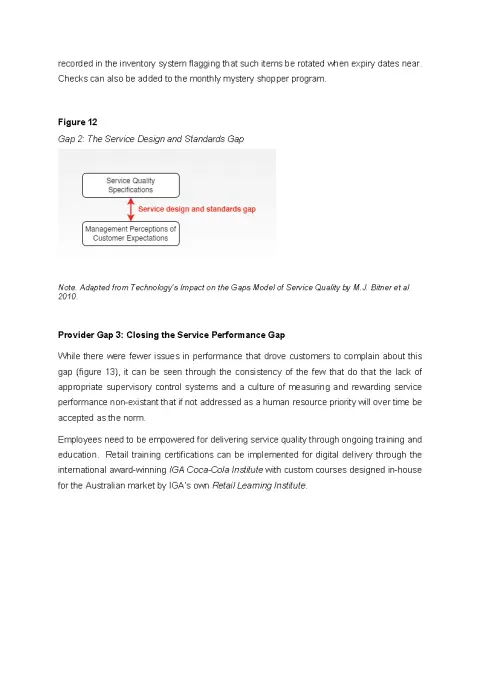 recorded in the inventory system flagging that such items be rotated when expiry dates near.
Checks can also be added to the monthly mystery shopper program.
Figure 12
Gap 2: The Service Design and Standards Gap
Service Quality
Specifications
Service design and standards gap
Management Perceptions of
Customer Expectations
Note. Adapted from Technology's Impact on the Gaps Model of Service Quality by M.J. Bitner et al
2010.
Provider Gap 3: Closing the Service Performance Gap
While there were fewer issues in performance that drove customers to complain about this
gap (figure 13), it can be seen through the consistency of the few that do that the lack of
appropriate supervisory control systems and a culture of measuring and rewarding service
performance non-existant that if not addressed as a human resource priority will over time be
accepted as the norm.
Employees need to be empowered for delivering service quality through ongoing training and
education.  Retail training certifications can be implemented for digital delivery through the
international award-winning IGA Coca-Cola Institute with custom courses designed in-house
for the Australian market by IGA's own Retail Learning Institute.